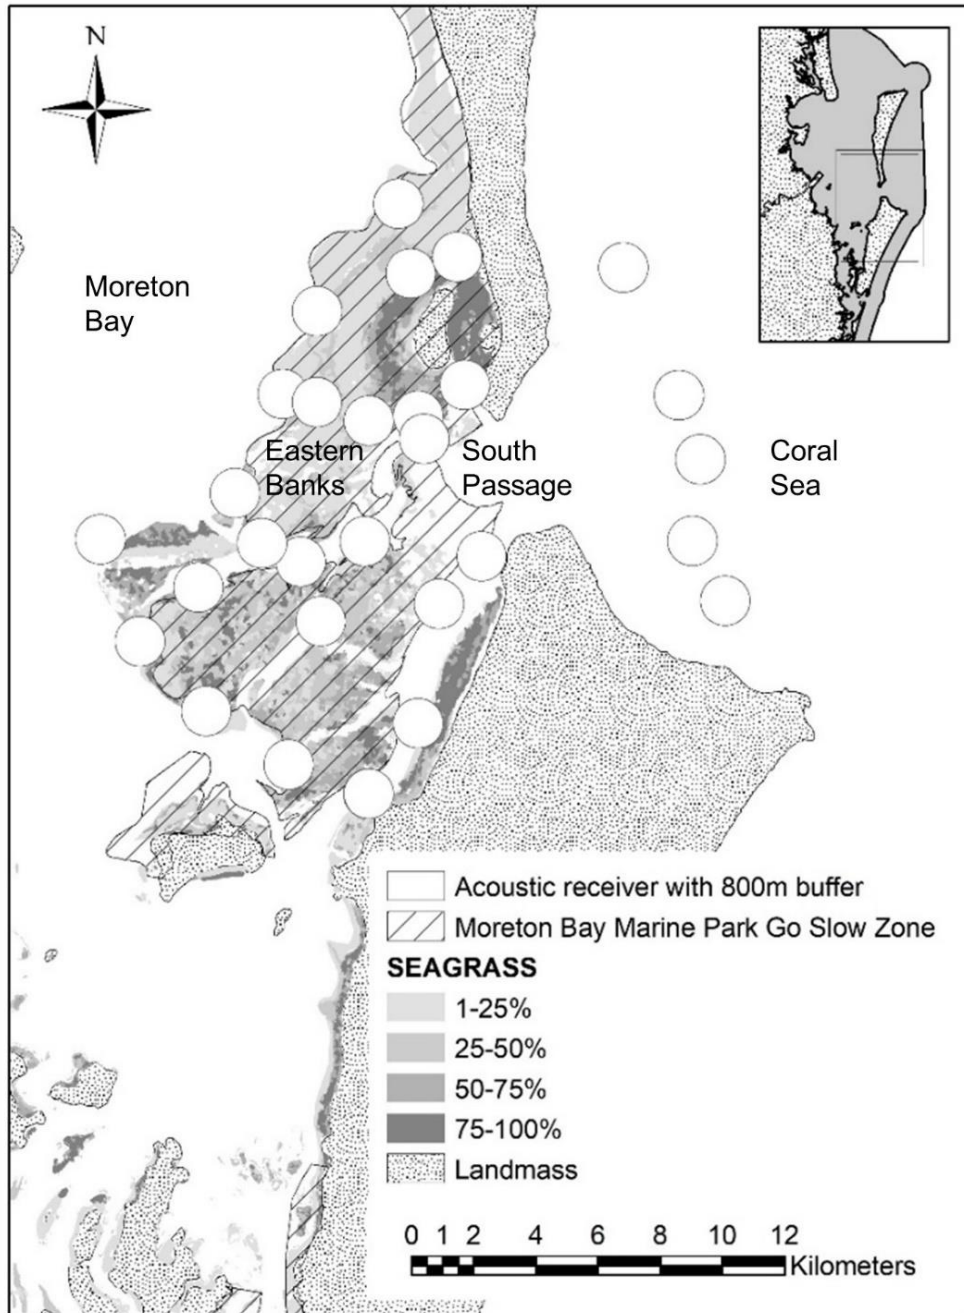 N
Moreton
Bay
Eastern
Banks
South
Passage
Coral
Sea
Acoustic receiver with 800m buffer
Moreton Bay Marine Park Go Slow Zone
SEAGRASS
1-25%
25-50%
50-75%
75-100%
Landmass
0 1 2 4 6 8 10 12
Kilometers